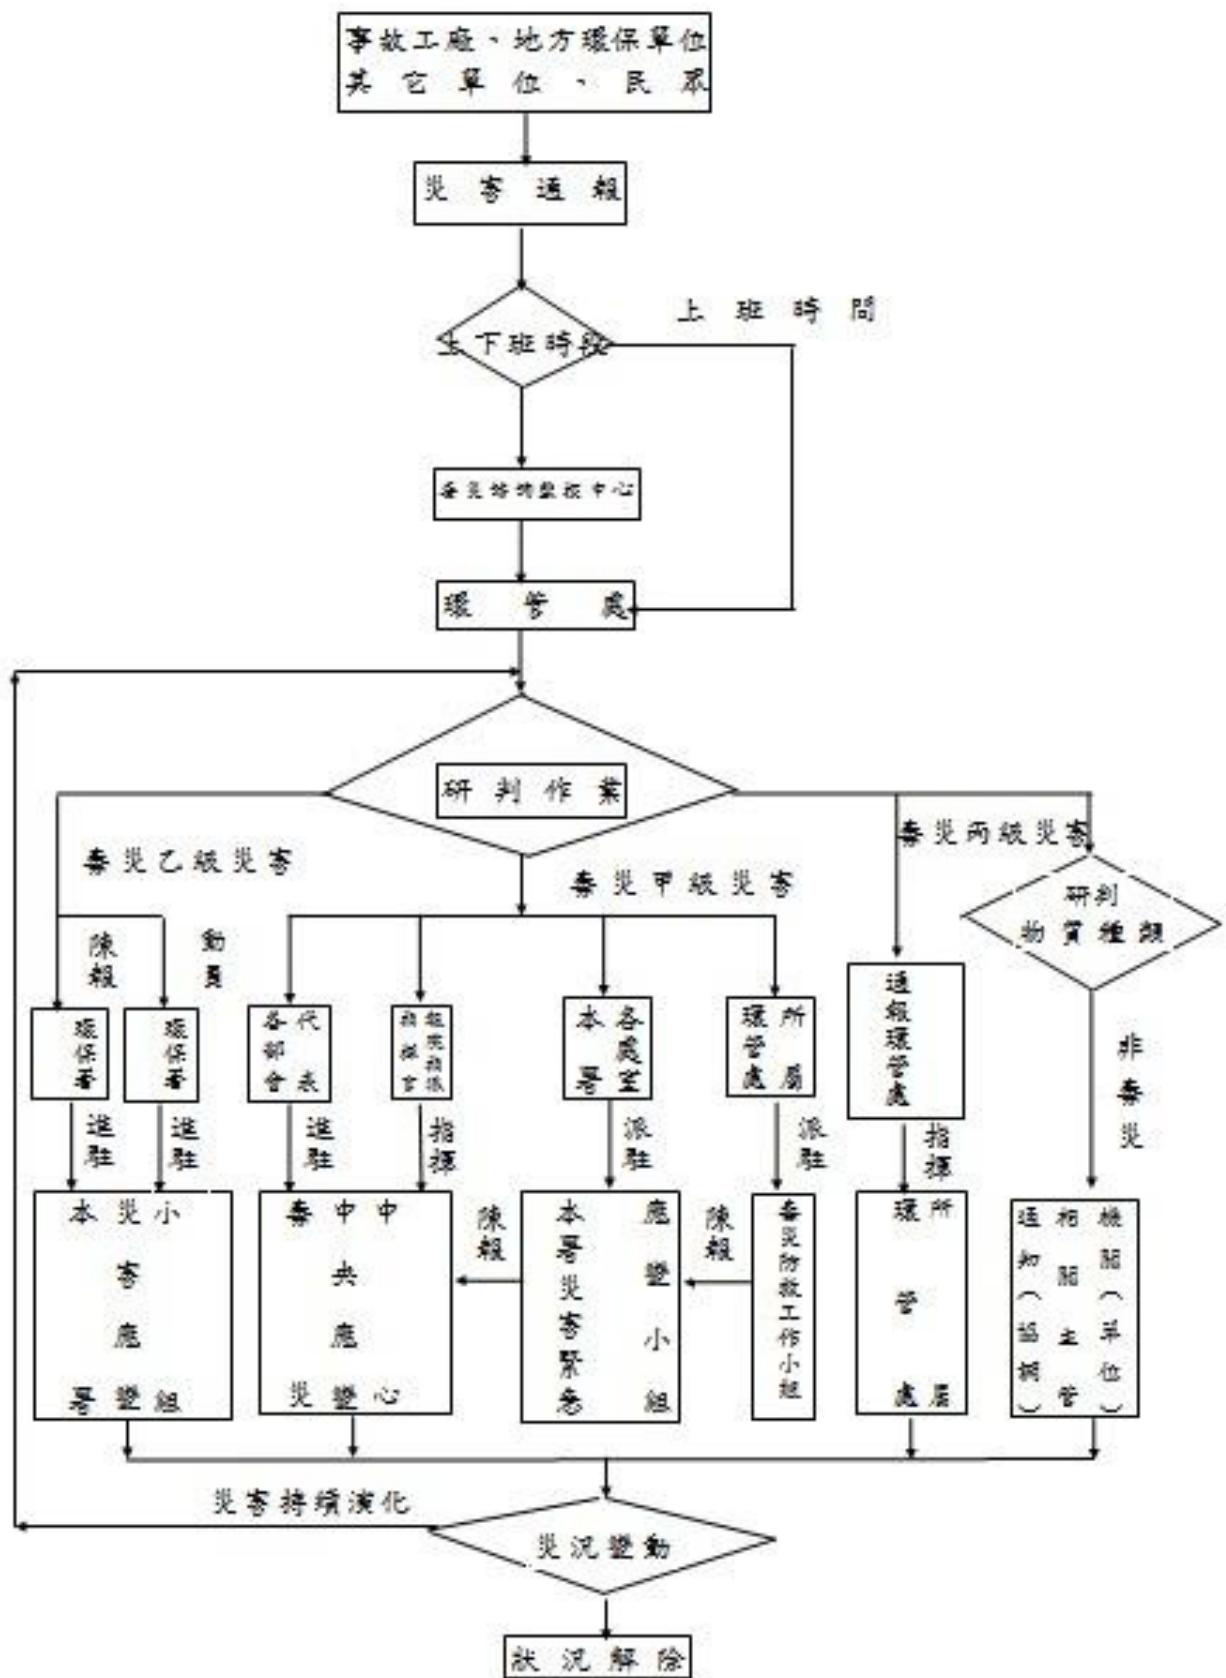 事故工廠、地方環保單位
其它單位、民眾
災害通報
上下班時段
上班時間
毒災諮詢監控中心
環管處
研判作業
毒災乙級災害
毒災甲級災害
毒災丙級災害
研判
物質種類
陳報
動員
環保署
環保署
各部會
代表
指揮官
報院指派
本署
各處室
環管處
所屬
通報環管處
非毒災
進駐
進駐
進駐
指揮
派駐
派駐
指揮
本署
災害應變
小組
毒災
中央應變
中心
陳報
本署災害緊急
應變小組
陳報
毒災防救工作小組
環管處
所屬
通知(協調)
相關主管
機關(單位)
災害持續演化
災況變動
狀況解除